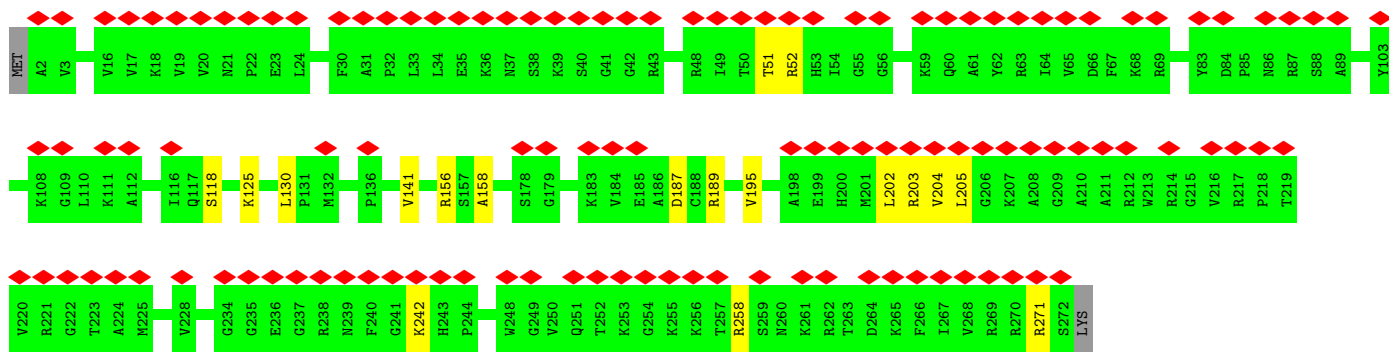 MET A2 V3 V16 V17 K18 V19 V20 N21 P22 E23 L24 F30 A31 P32 L33 L34 E35 K36 N37 S38 K39 S40 G41 G42 R43 R48 I49 T50 T51 R52 H53 I54 G55 G56 K59 Q60 A61 Y62 R63 I64 V65 D66 F67 K68 R69 Y83 D84 P85 N86 R87 S88 A89 Y103
K108 G109 L110 K111 A112 I116 Q117 S118 K125 L130 P131 M132 P136 V141 R156 S157 A158 S178 G179 K183 V184 E185 A186 D187 C188 R189 V195 A198 E199 H200 M201 L202 R203 V204 L205 G206 K207 A208 G209 A210 A211 R212 W213 R214 G215 V216 R217 P218 T219
V220 R221 G222 T223 A224 M225 V228 G234 G235 E236 G237 R238 N239 F240 G241 K242 H243 P244 W248 G249 V250 Q251 T252 K253 G254 K255 K256 T257 R258 S259 N260 K261 R262 T263 D264 K265 F266 I267 V268 R269 R270 R271 S272 LYS